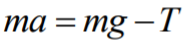 ma = mg – T